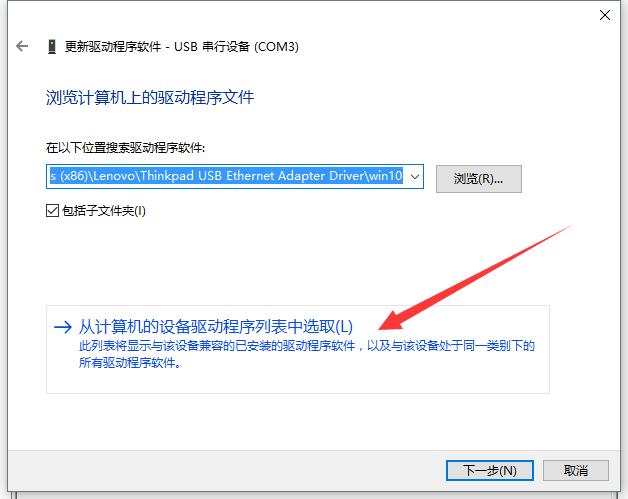 更新驱动程序软件 - USB 串行设备 (COM3)
浏览计算机上的驱动程序文件
在以下位置搜索驱动程序软件:
s (x86)\Lenovo\Thinkpad USB Ethernet Adapter Driver\win10
浏览(R)...
包括子文件夹(I)
从计算机的设备驱动程序列表中选取(L)
此列表将显示与该设备兼容的已安装的驱动程序软件，以及与该设备处于同一类别下的
所有驱动程序软件。
下一步(N)
取消